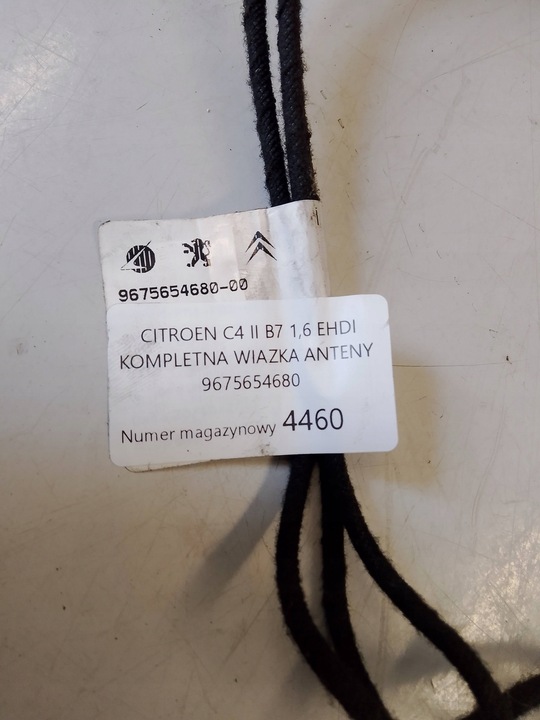 9675654680-00
CITROEN C4 II B7 1,6 EHDI
KOMPLETNA WIAZKA ANTENY
9675654680
Numer magazynowy 4460